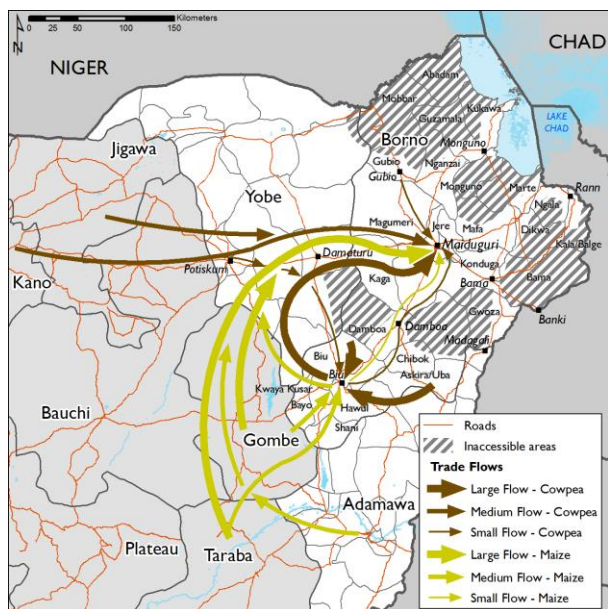 0 25 50 100 150
Kilometers
N
NIGER
CHAD
LAKE
CHAD
Abadam
Mobbar
Kukawa
Guzamala
Borno
Monguno
Jigawa
Gubio
Gubio
Nganzai
Rann
Monguno
Marte
Yobe
Ngala
Magumeri
Jere
Mafa
Dikwa
Maiduguri
Kala/Balge
Potiskum
Damaturu
Konduga
Kano
Kaga
Bama
Bama
Gwoza
Banki
Damboa
Damboa
Madagali
Biu
Chibok
Biu
Askira/Uba
Kwaya Kusar
Bayo
Hawul
Bauchi
Shani
Gombe
Adamawa
Plateau
Taraba
Roads
Inaccessible areas
Trade Flows
Large Flow - Cowpea
Medium Flow - Cowpea
Small Flow - Cowpea
Large Flow - Maize
Medium Flow - Maize
Small Flow - Maize